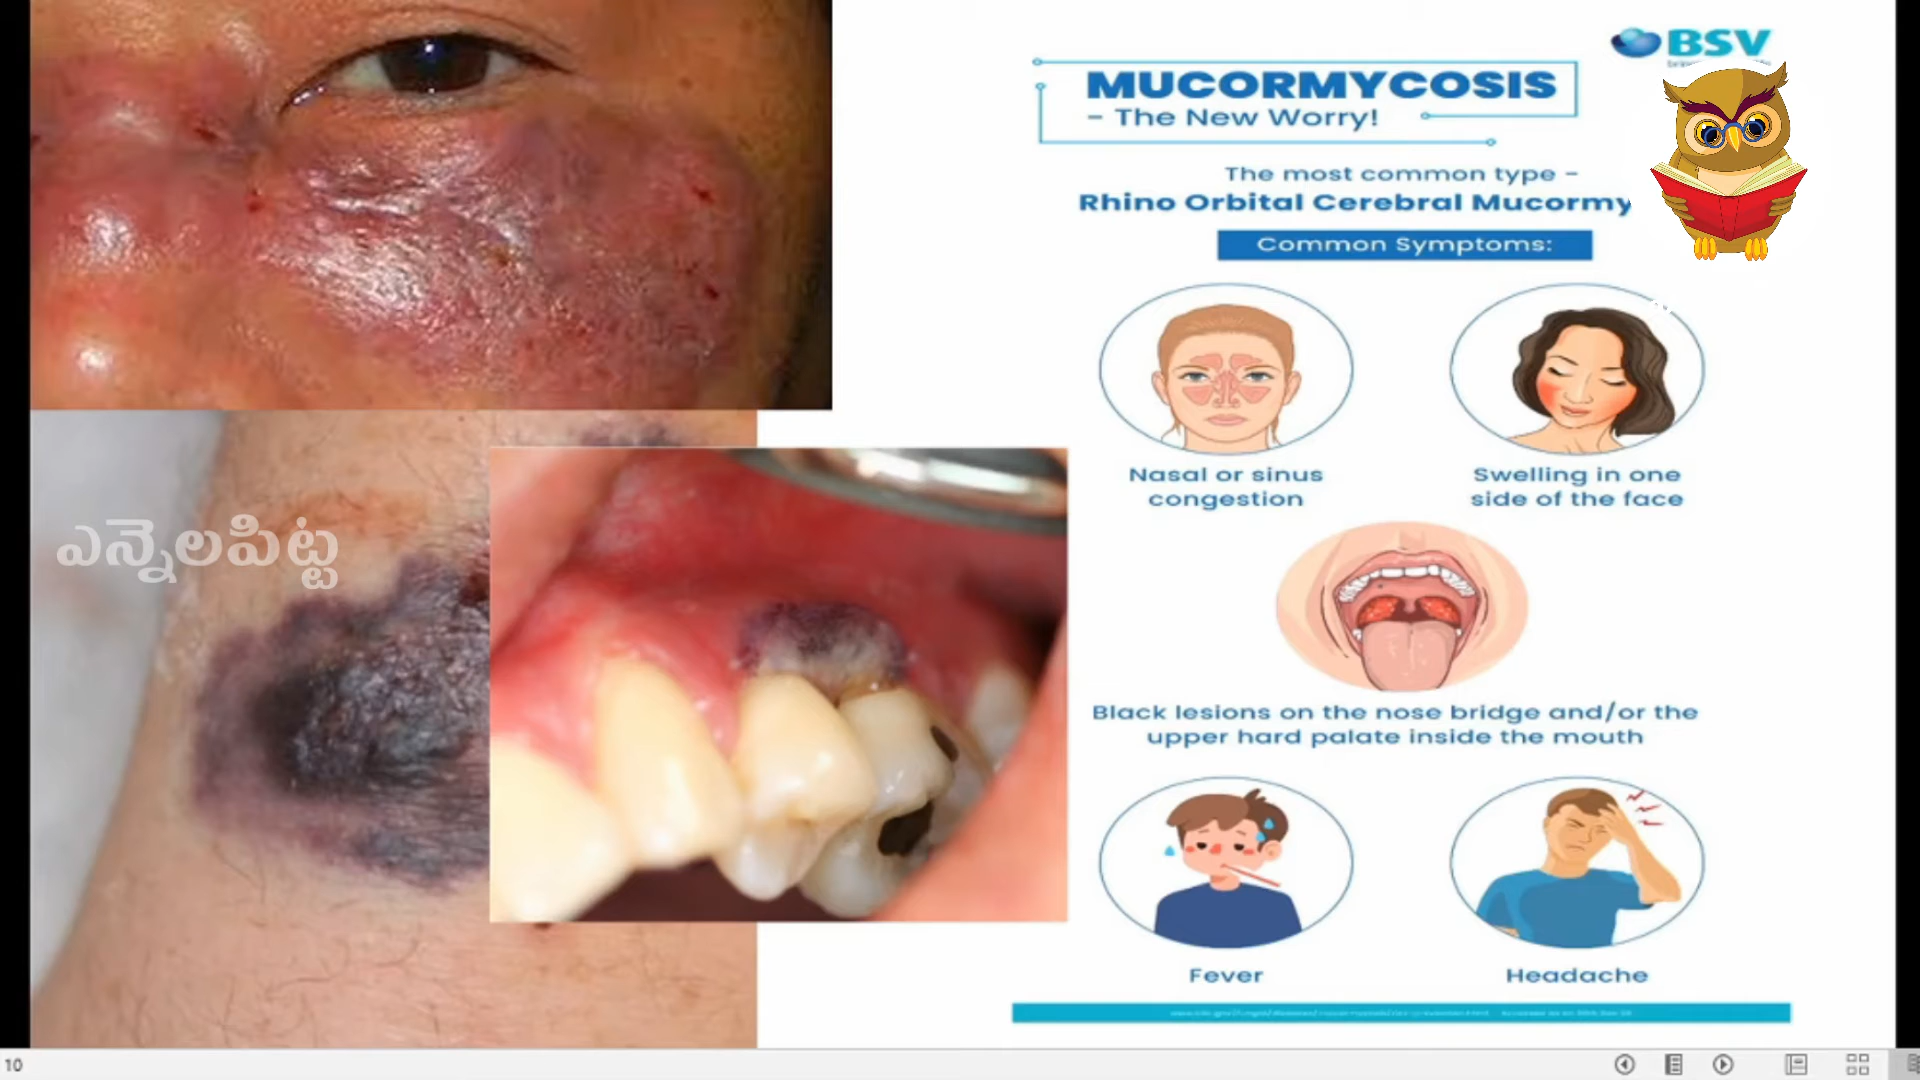 BSV
MUCORMYCOSIS
- The New Worry!
The most common type -
Rhino Orbital Cerebral Mucormy
Common Symptoms:
Nasal or sinus
congestion
Swelling in one
side of the face
ఎన్నెలపిట్ట
Black lesions on the nose bridge and/or the
upper hard palate inside the mouth
Fever
Headache
10